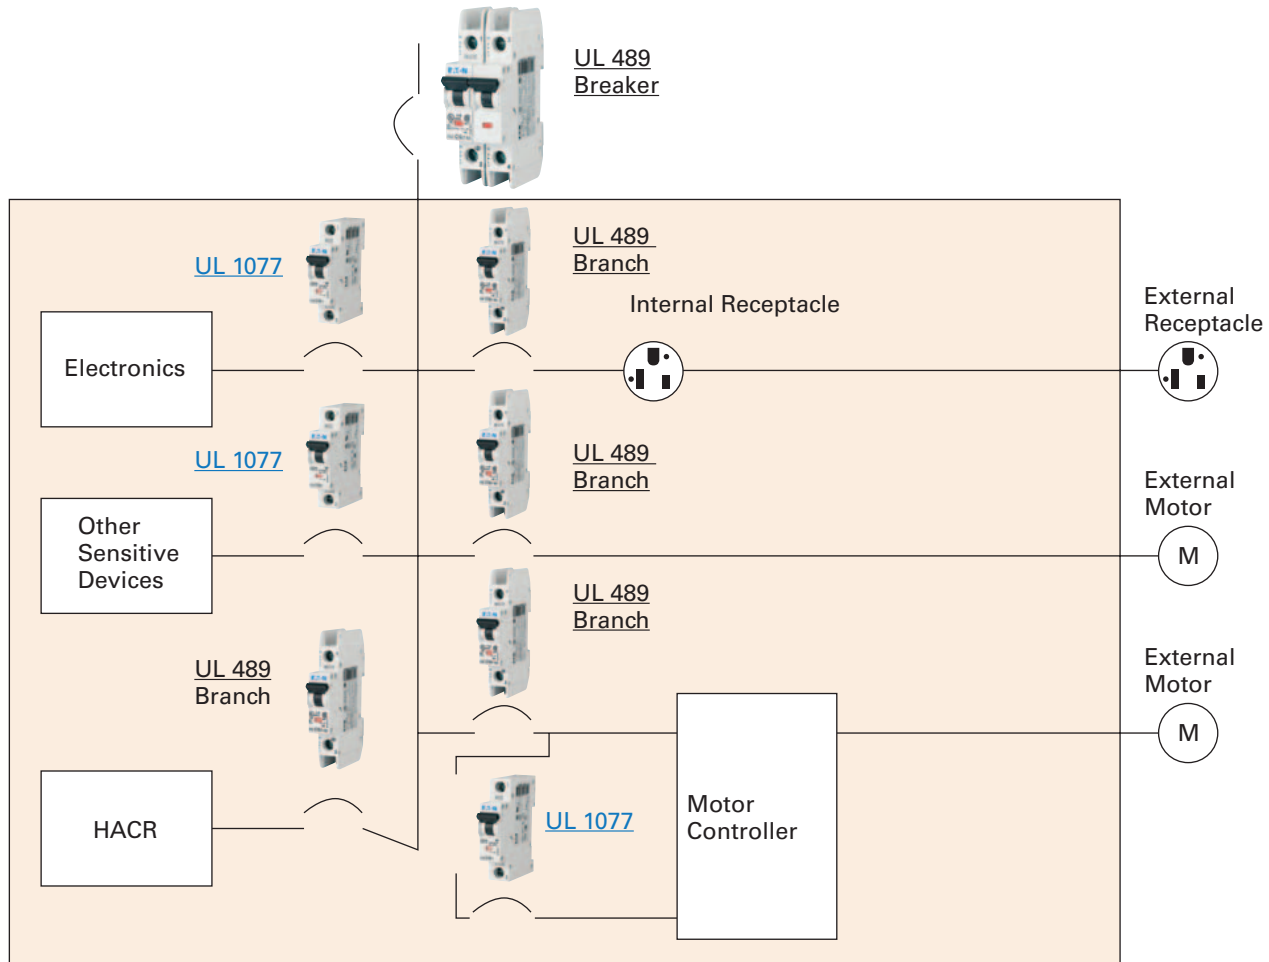 UL 489
Breaker
UL 1077
UL 489
Branch
Internal Receptacle
External
Receptacle
Electronics
UL 1077
UL 489
Branch
External
Motor
Other
Sensitive
Devices
M
UL 489
Branch
UL 489
Branch
External
Motor
M
HACR
UL 1077
Motor
Controller